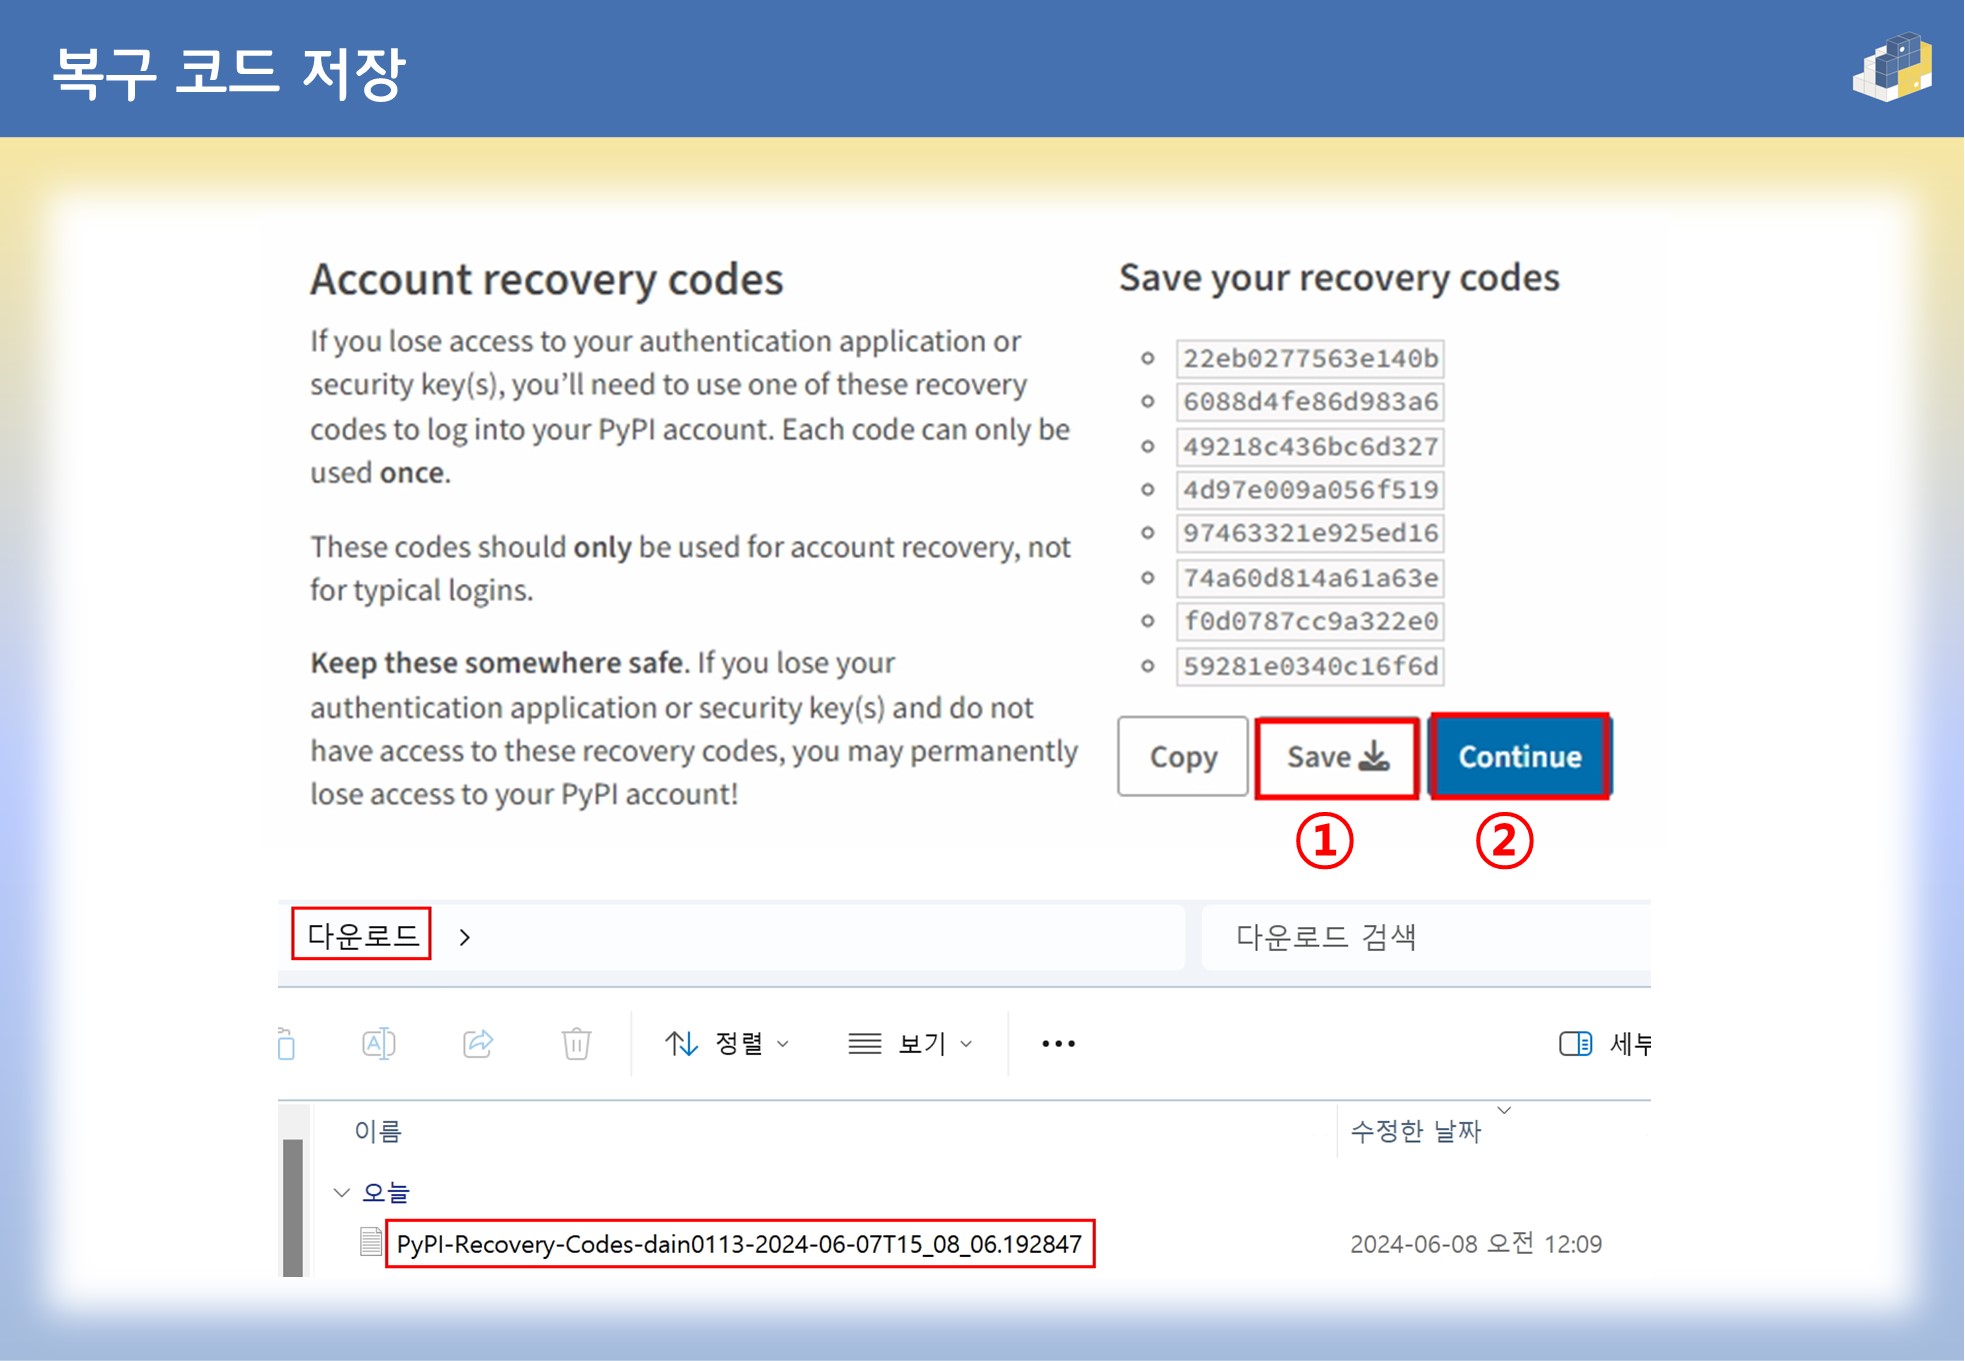 복구 코드 저장
Account recovery codes
If you lose access to your authentication application or
security key(s), you’ll need to use one of these recovery
codes to log into your PyPI account. Each code can only be
used once.
These codes should only be used for account recovery, not
for typical logins.
Keep these somewhere safe. If you lose your
authentication application or security key(s) and do not
have access to these recovery codes, you may permanently
lose access to your PyPI account!
Save your recovery codes
22eb0277563e140b
6088d4fe86d983a6
49218c436bc6d327
4d97e009a056f519
97463321e925ed16
74a60d814a61a63e
f0d0787cc9a322e0
59281e0340c16f6d
Copy Save Continue
① ②
다운로드 > 다운로드 검색
정렬 보기 ••• 세부
이름 수정한 날짜
오늘
PyPI-Recovery-Codes-dain0113-2024-06-07T15_08_06.192847 2024-06-08 오전 12:09